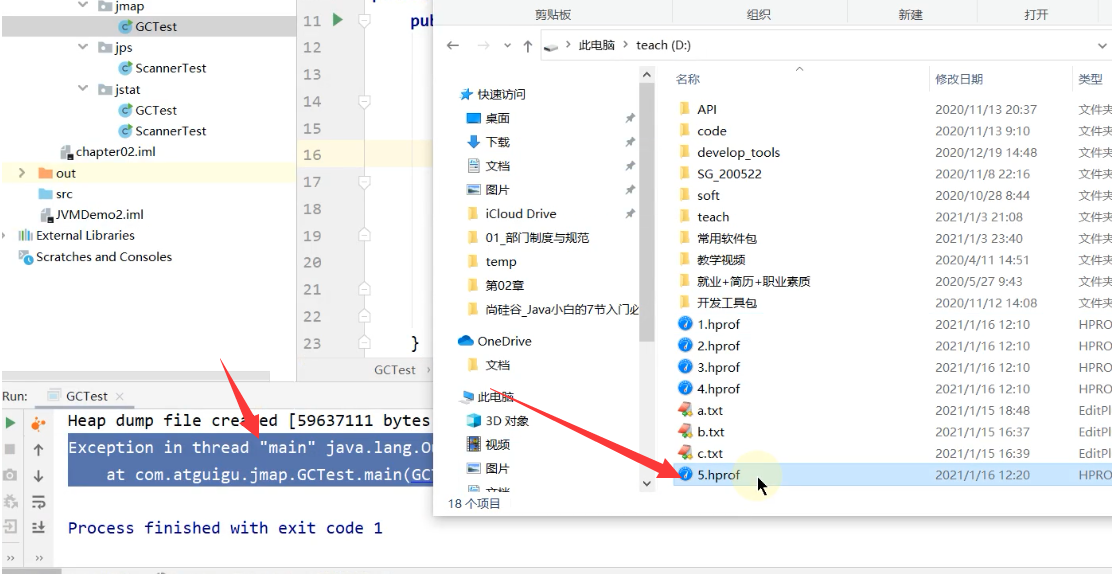 jmap
GCTest
jps
ScannerTest
jstat
GCTest
ScannerTest
chapter02.iml
out
src
JVMDemo2.iml
External Libraries
Scratches and Consoles
11
12
13
14
15
16
17
18
19
20
21
22
23
}
GCTest
剪贴板
组织
新建
打开
此电脑
teach (D:)
快速访问
桌面
下载
文档
图片
iCloud Drive
01_部门制度与规范
temp
第02章
尚硅谷_Java小白的7节入门必
OneDrive
文档
此电脑
3D 对象
视频
图片
文档
名称 修改日期 类型
API 2020/11/13 20:37 文件夹
code 2020/11/13 9:10 文件夹
develop_tools 2020/12/19 14:48 文件夹
SG_200522 2020/11/8 22:16 文件夹
soft 2020/10/28 8:44 文件夹
teach 2021/1/3 21:08 文件夹
常用软件包 2021/1/3 23:40 文件夹
教学视频 2020/4/11 14:51 文件夹
就业+简历+职业素质 2020/5/27 9:43 文件夹
开发工具包 2020/11/12 14:08 文件夹
1.hprof 2021/1/16 12:10 HPRO
2.hprof 2021/1/16 12:10 HPRO
3.hprof 2021/1/16 12:10 HPRO
4.hprof 2021/1/16 12:10 HPRO
a.txt 2021/1/15 18:48 EditPl
b.txt 2021/1/15 16:37 EditPl
c.txt 2021/1/15 16:39 EditPl
5.hprof 2021/1/16 12:20 HPRO
18 个项目
Run: GCTest
Heap dump file created [59637111 bytes
Exception in thread "main" java.lang.O
at com.atguigu.jmap.GCTest.main(GC
Process finished with exit code 1